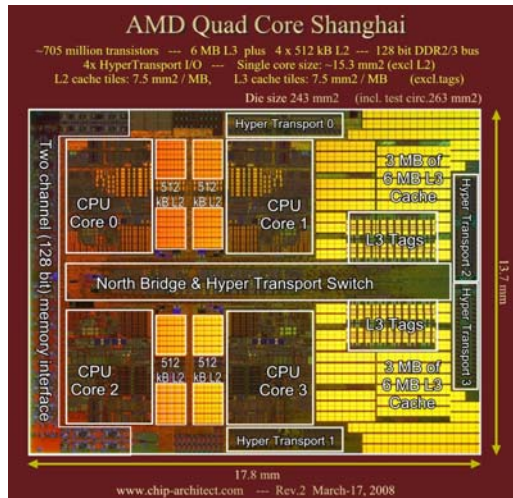 AMD Quad Core Shanghai
~705 million transistors --- 6 MB L3 plus 4 x 512 kB L2 --- 128 bit DDR2/3 bus
4x HyperTransport I/O --- Single core size: ~15.3 mm2 (excl L2)
L2 cache tiles: 7.5 mm2 / MB, L3 cache tiles: 7.5 mm2 / MB (excl.tags)
Die size 243 mm2 (incl. test circ.263 mm2)
Two channel (128 bit) memory interface
Hyper Transport 0
CPU
Core 0
512
kB L2
512
kB L2
CPU
Core 1
3 MB of
6 MB L3
Cache
L3 Tags
Hyper Transport 2
13.7 mm
North Bridge & Hyper Transport Switch
CPU
Core 2
512
kB L2
512
kB L2
CPU
Core 3
L3 Tags
3 MB of
6 MB L3
Cache
Hyper Transport 3
Hyper Transport 1
17.8 mm
www.chip-architect.com --- Rev.2 March-17, 2008